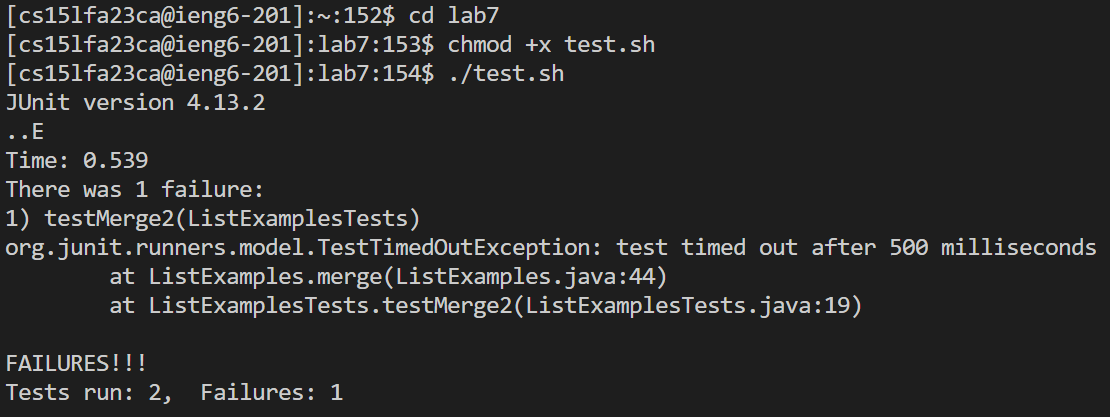 [cs15lfa23ca@ieng6-201]:~:152$ cd lab7
[cs15lfa23ca@ieng6-201]:lab7:153$ chmod +x test.sh
[cs15lfa23ca@ieng6-201]:lab7:154$ ./test.sh
JUnit version 4.13.2
..E
Time: 0.539
There was 1 failure:
1) testMerge2(ListExamplesTests)
org.junit.runners.model.TestTimedOutException: test timed out after 500 milliseconds
        at ListExamples.merge(ListExamples.java:44)
        at ListExamplesTests.testMerge2(ListExamplesTests.java:19)

FAILURES!!!
Tests run: 2,  Failures: 1